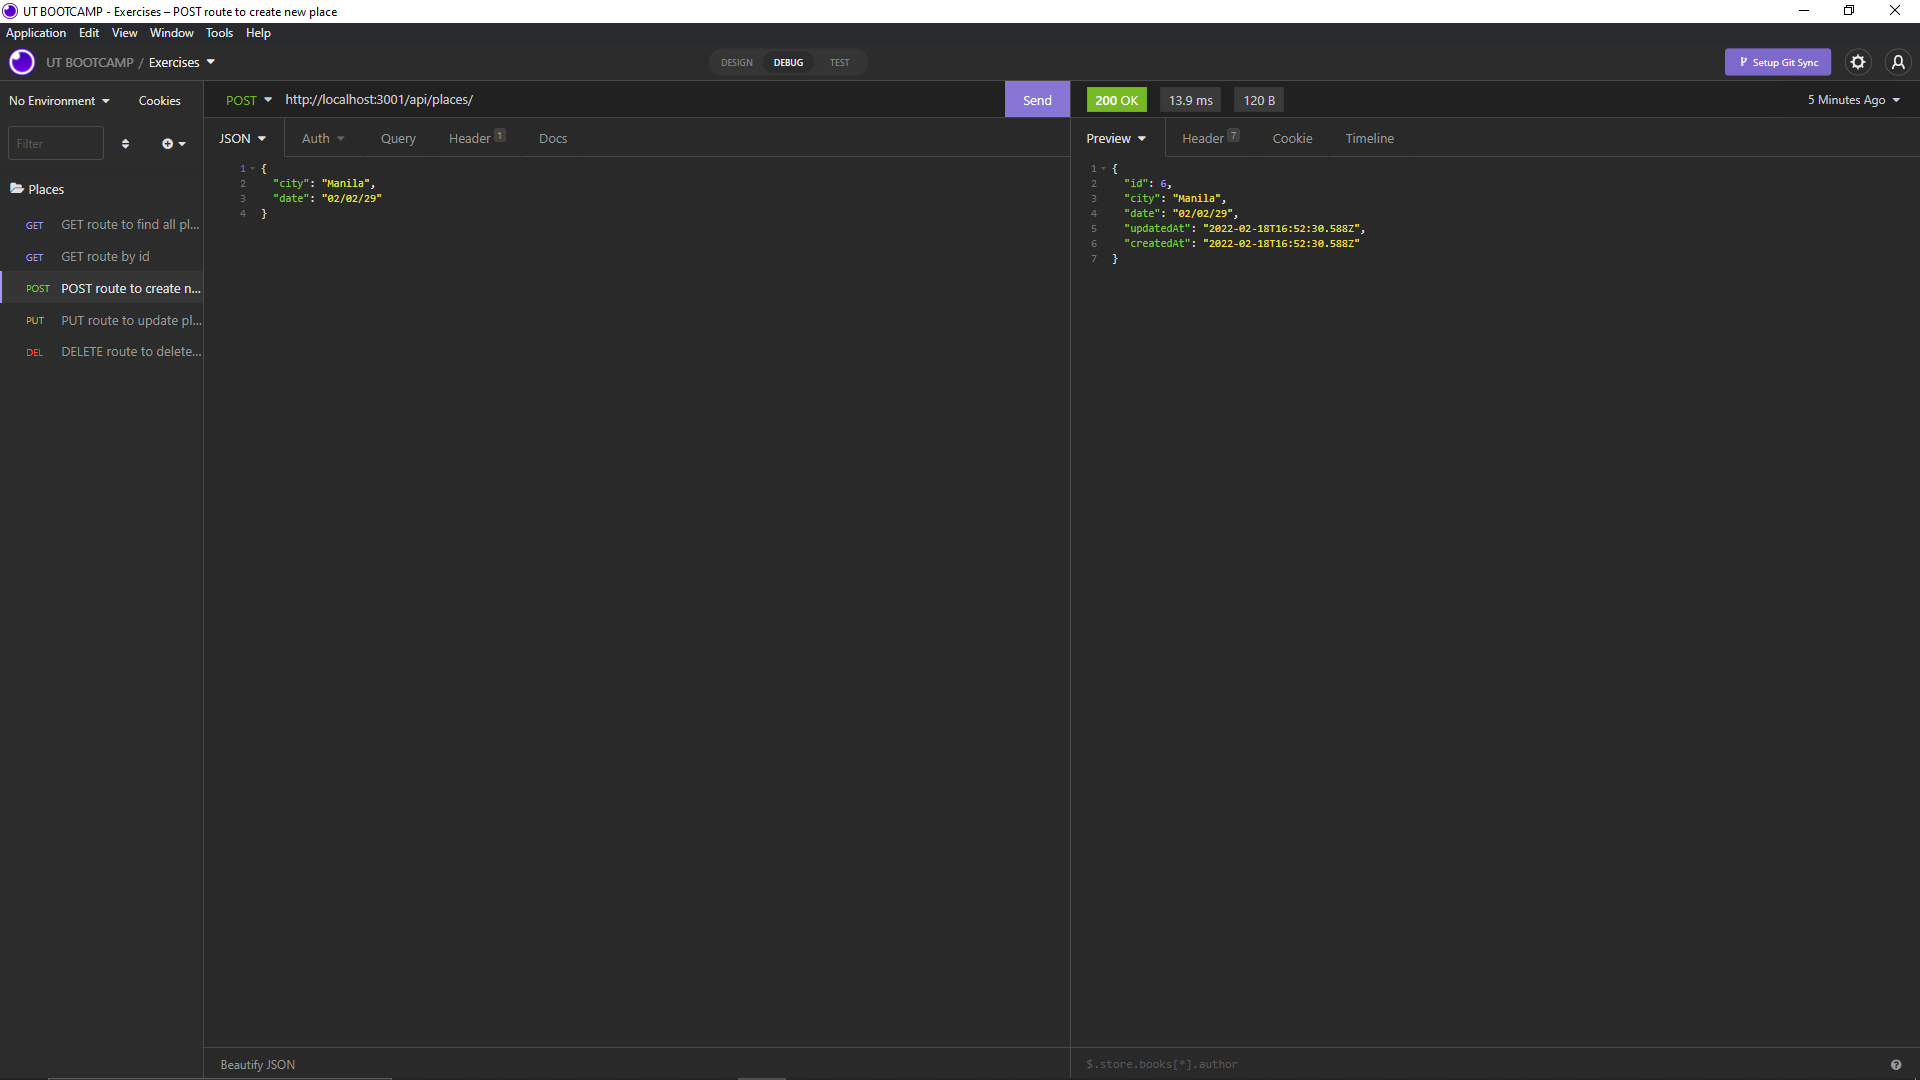 UT BOOTCAMP - Exercises – POST route to create new place
Application Edit View Window Tools Help
UT BOOTCAMP / Exercises
DESIGN DEBUG TEST
Setup Git Sync
No Environment Cookies
POST http://localhost:3001/api/places/ Send
200 OK 13.9 ms 120 B 5 Minutes Ago
Filter
JSON Auth Query Header 1 Docs
Preview Header 7 Cookie Timeline
Places
GET GET route to find all pl...
GET GET route by id
POST POST route to create n...
PUT PUT route to update pl...
DEL DELETE route to delete...
1 {
2 "city": "Manila",
3 "date": "02/02/29"
4 }
1 {
2 "id": 6,
3 "city": "Manila",
4 "date": "02/02/29",
5 "updatedAt": "2022-02-18T16:52:30.588Z",
6 "createdAt": "2022-02-18T16:52:30.588Z"
7 }
Beautify JSON
$.store.books[*].author